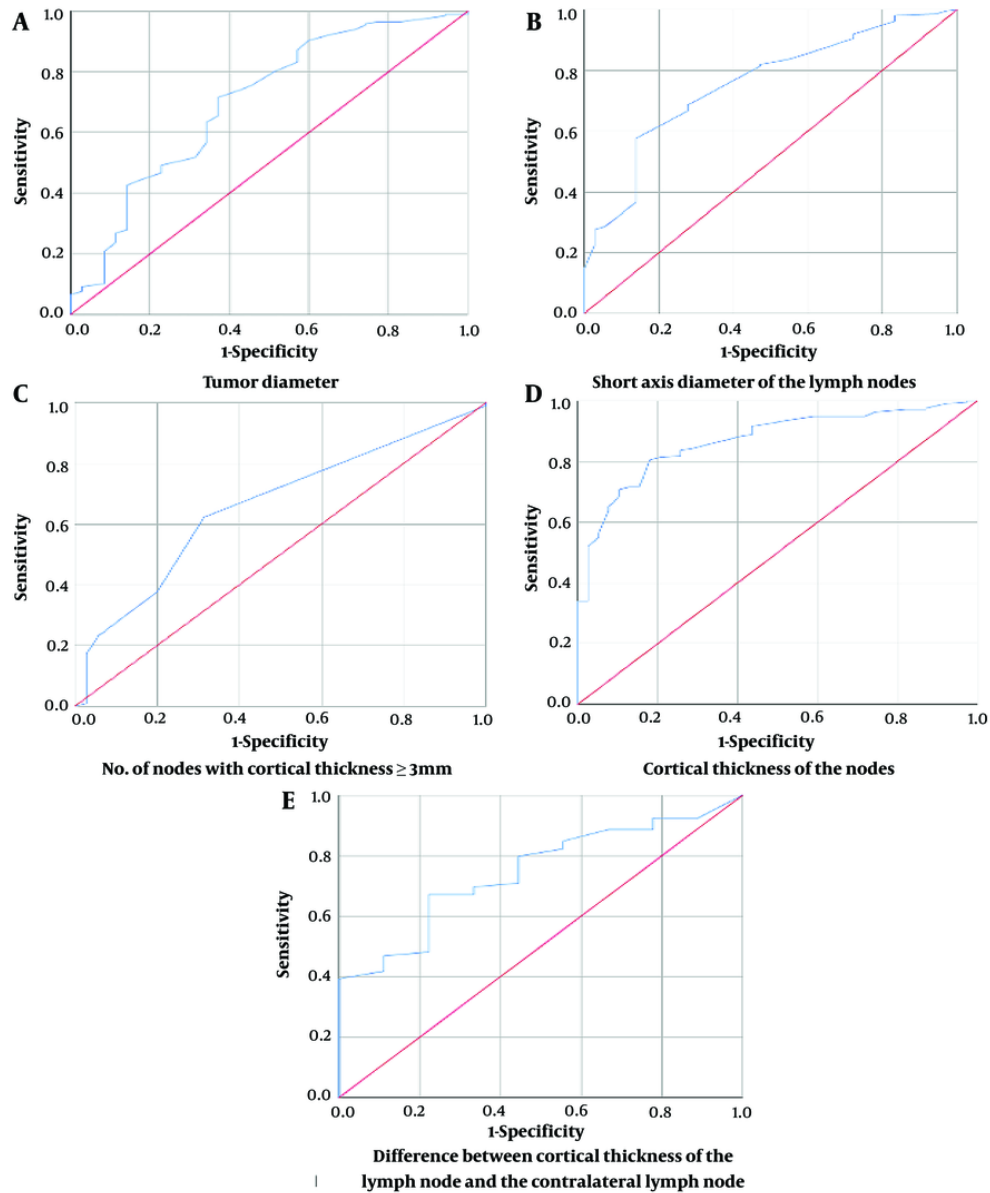 A
1.0
0.8
0.6
0.4
0.2
0.0
Sensitivity
0.0 0.2 0.4 0.6 0.8 1.0
1-Specificity
Tumor diameter
B
1.0
0.8
0.6
0.4
0.2
0.0
Sensitivity
0.0 0.2 0.4 0.6 0.8 1.0
1-Specificity
Short axis diameter of the lymph nodes
C
1.0
0.8
0.6
0.4
0.2
0.0
Sensitivity
0.0 0.2 0.4 0.6 0.8 1.0
1-Specificity
No. of nodes with cortical thickness ≥ 3mm
D
1.0
0.8
0.6
0.4
0.2
0.0
Sensitivity
0.0 0.2 0.4 0.6 0.8 1.0
1-Specificity
Cortical thickness of the nodes
E
1.0
0.8
0.6
0.4
0.2
0.0
Sensitivity
0.0 0.2 0.4 0.6 0.8 1.0
1-Specificity
Difference between cortical thickness of the
lymph node and the contralateral lymph node